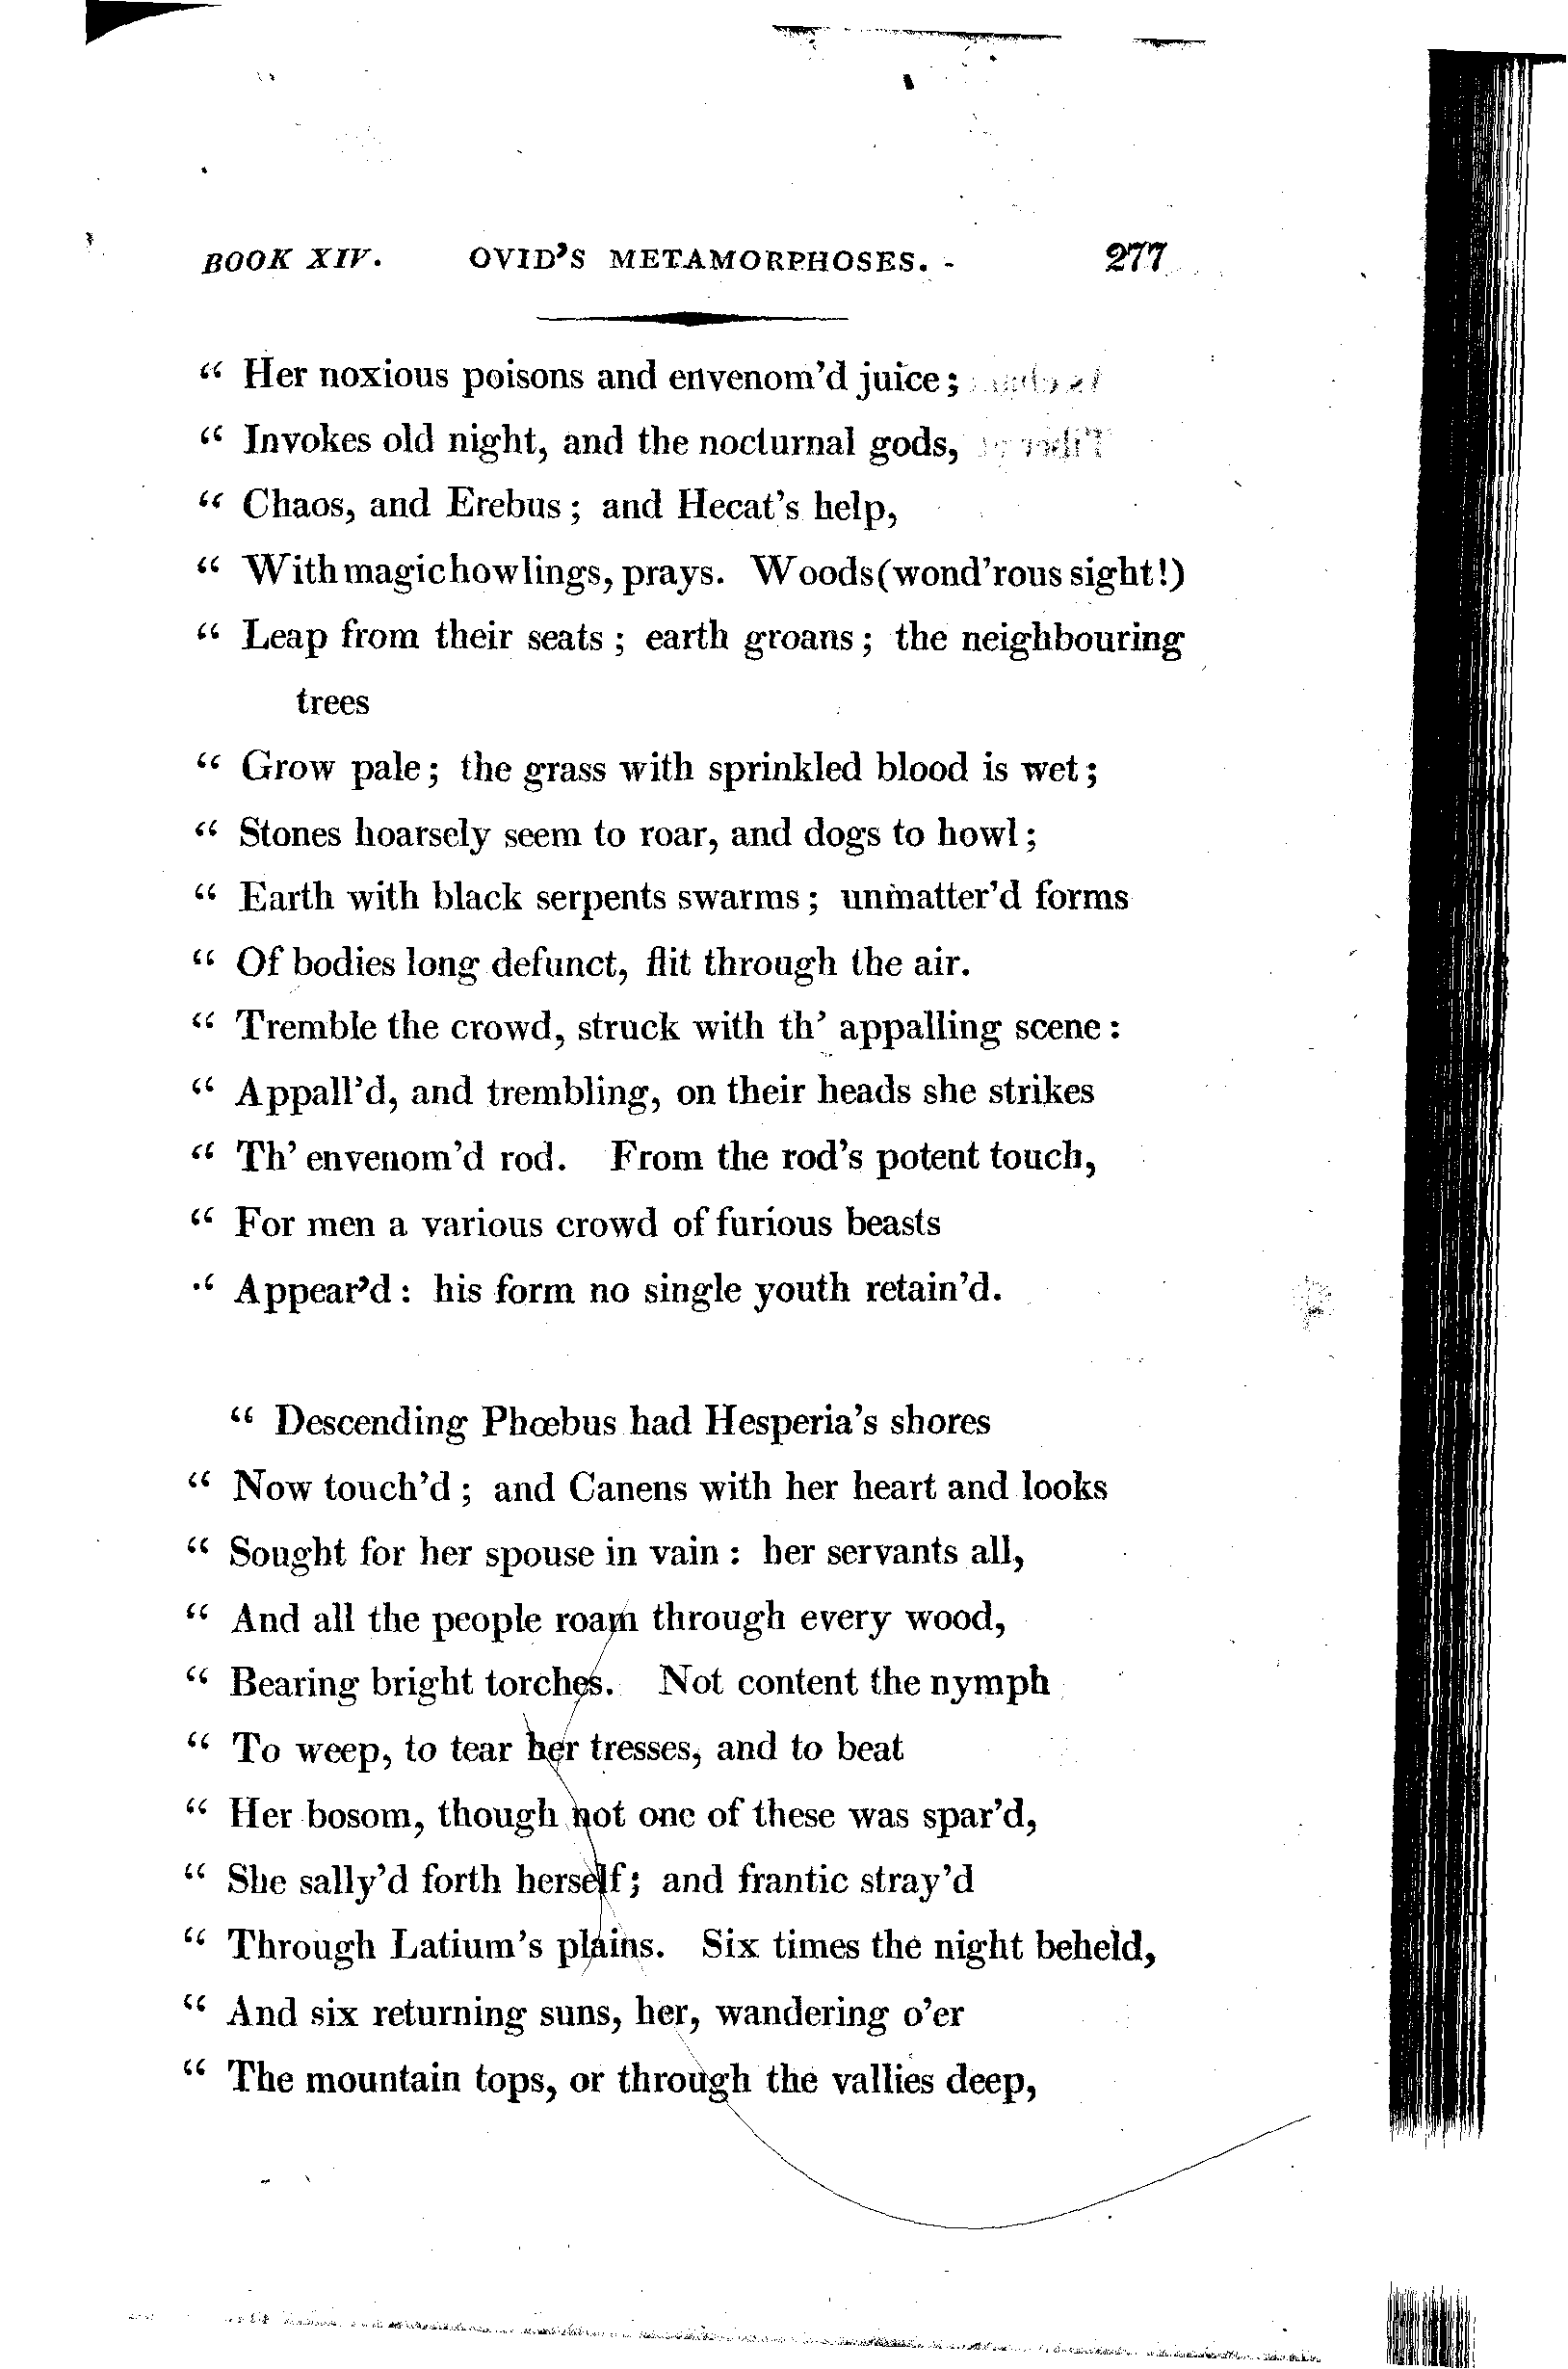 BOOK XIV. OVID'S METAMORPHOSES. - 277
“ Her noxious poisons and envenom'd juice;
“ Invokes old night, and the nocturnal gods,
“ Chaos, and Erebus; and Hecat's help,
“ With magic howlings, prays. Woods (wond'rous sight!)
“ Leap from their seats; earth groans; the neighbouring
trees
“ Grow pale; the grass with sprinkled blood is wet;
“ Stones hoarsely seem to roar, and dogs to howl;
“ Earth with black serpents swarms; unmatter'd forms
“ Of bodies long defunct, flit through the air.
“ Tremble the crowd, struck with th' appalling scene:
“ Appall'd, and trembling, on their heads she strikes
“ Th' envenom'd rod. From the rod's potent touch,
“ For men a various crowd of furious beasts
“ Appear'd: his form no single youth retain'd.
“ Descending Phœbus had Hesperia's shores
“ Now touch'd; and Canens with her heart and looks
“ Sought for her spouse in vain: her servants all,
“ And all the people roam through every wood,
“ Bearing bright torches. Not content the nymph
“ To weep, to tear her tresses, and to beat
“ Her bosom, though not one of these was spar'd,
“ She sally'd forth herself; and frantic stray'd
“ Through Latium's plains. Six times the night beheld,
“ And six returning suns, her, wandering o'er
“ The mountain tops, or through the vallies deep,